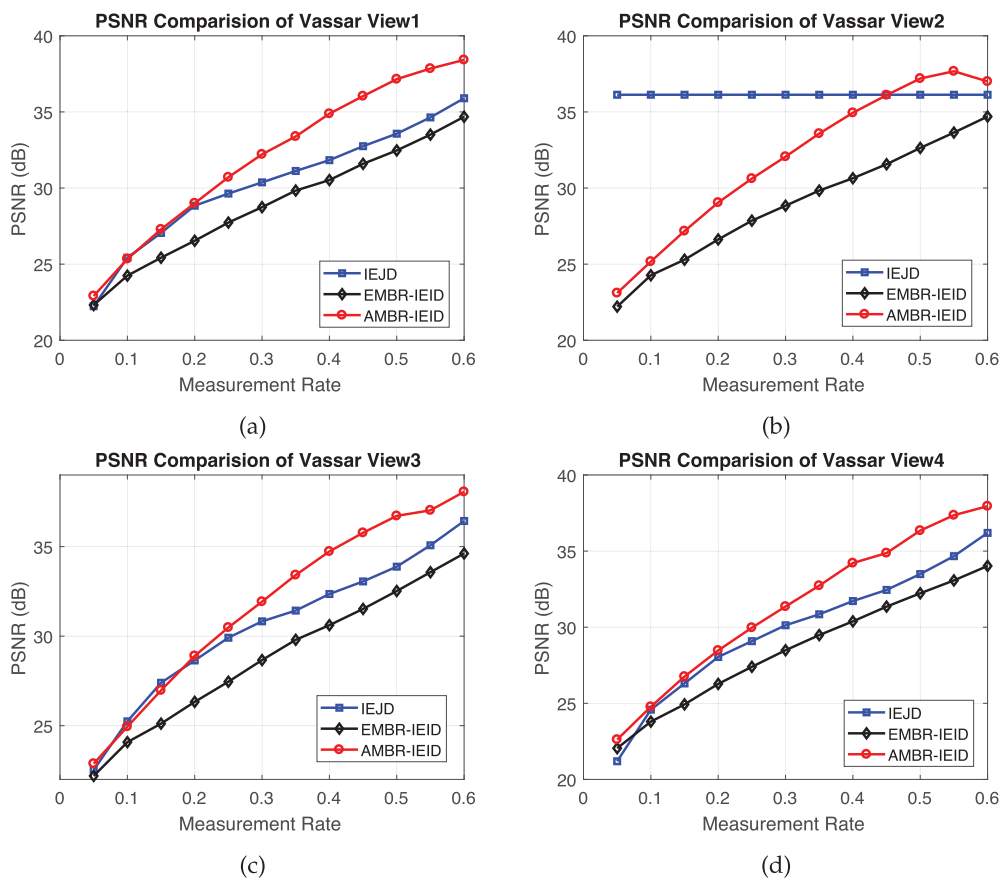 PSNR Comparision of Vassar View1
40
35
30
25
20
0
0.1
0.2
0.3
0.4
0.5
0.6
PSNR (dB)
Measurement Rate
IEJD
EMBR-IEID
AMBR-IEID
(a)
PSNR Comparision of Vassar View2
40
35
30
25
20
0
0.1
0.2
0.3
0.4
0.5
0.6
PSNR (dB)
Measurement Rate
IEJD
EMBR-IEID
AMBR-IEID
(b)
PSNR Comparision of Vassar View3
35
30
25
0
0.1
0.2
0.3
0.4
0.5
0.6
PSNR (dB)
Measurement Rate
IEJD
EMBR-IEID
AMBR-IEID
(c)
PSNR Comparision of Vassar View4
40
35
30
25
20
0
0.1
0.2
0.3
0.4
0.5
0.6
PSNR (dB)
Measurement Rate
IEJD
EMBR-IEID
AMBR-IEID
(d)